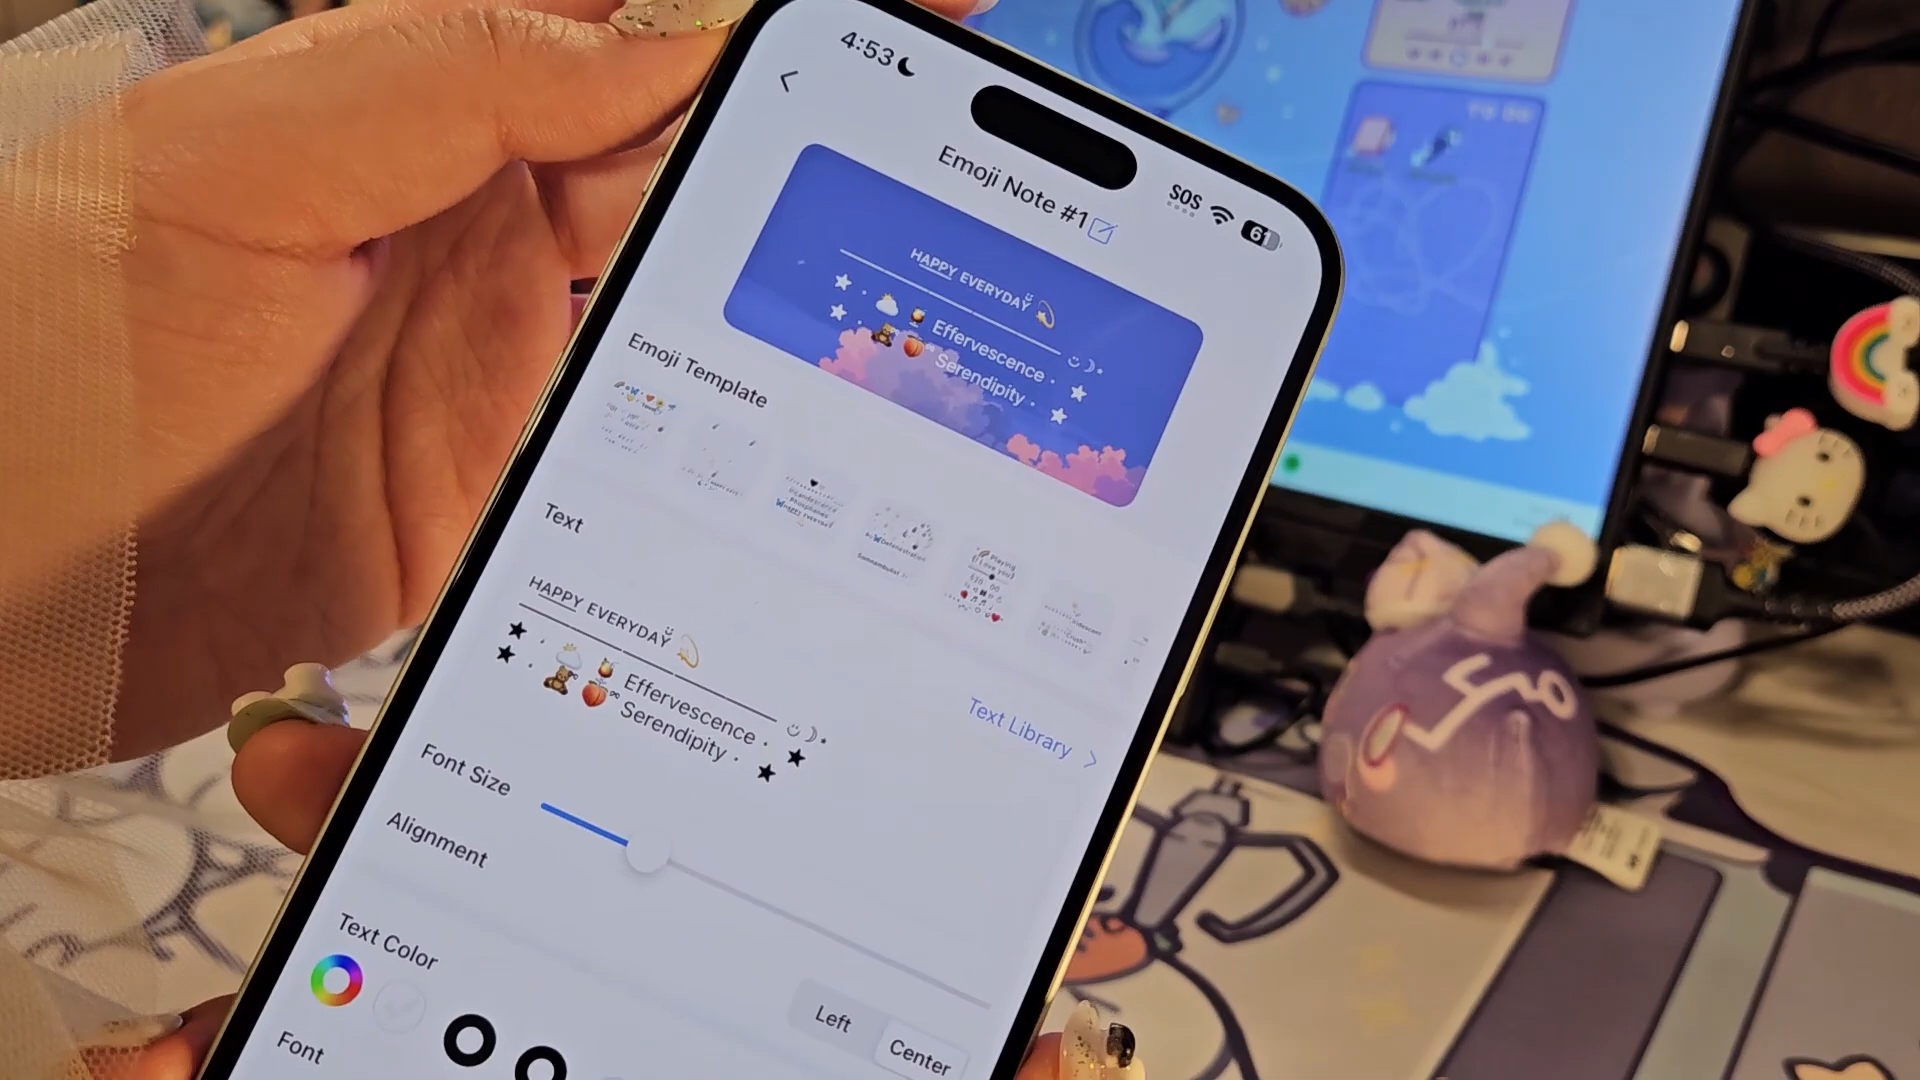 4:53
SOS
61
Emoji Note #1
HAPPY EVERYDAY
Effervescence
Serendipity
Emoji Template
Playing
Text
HAPPY EVERYDAY
Effervescence
Serendipity
Text Library
Font Size
Alignment
Left
Center
Text Color
Font